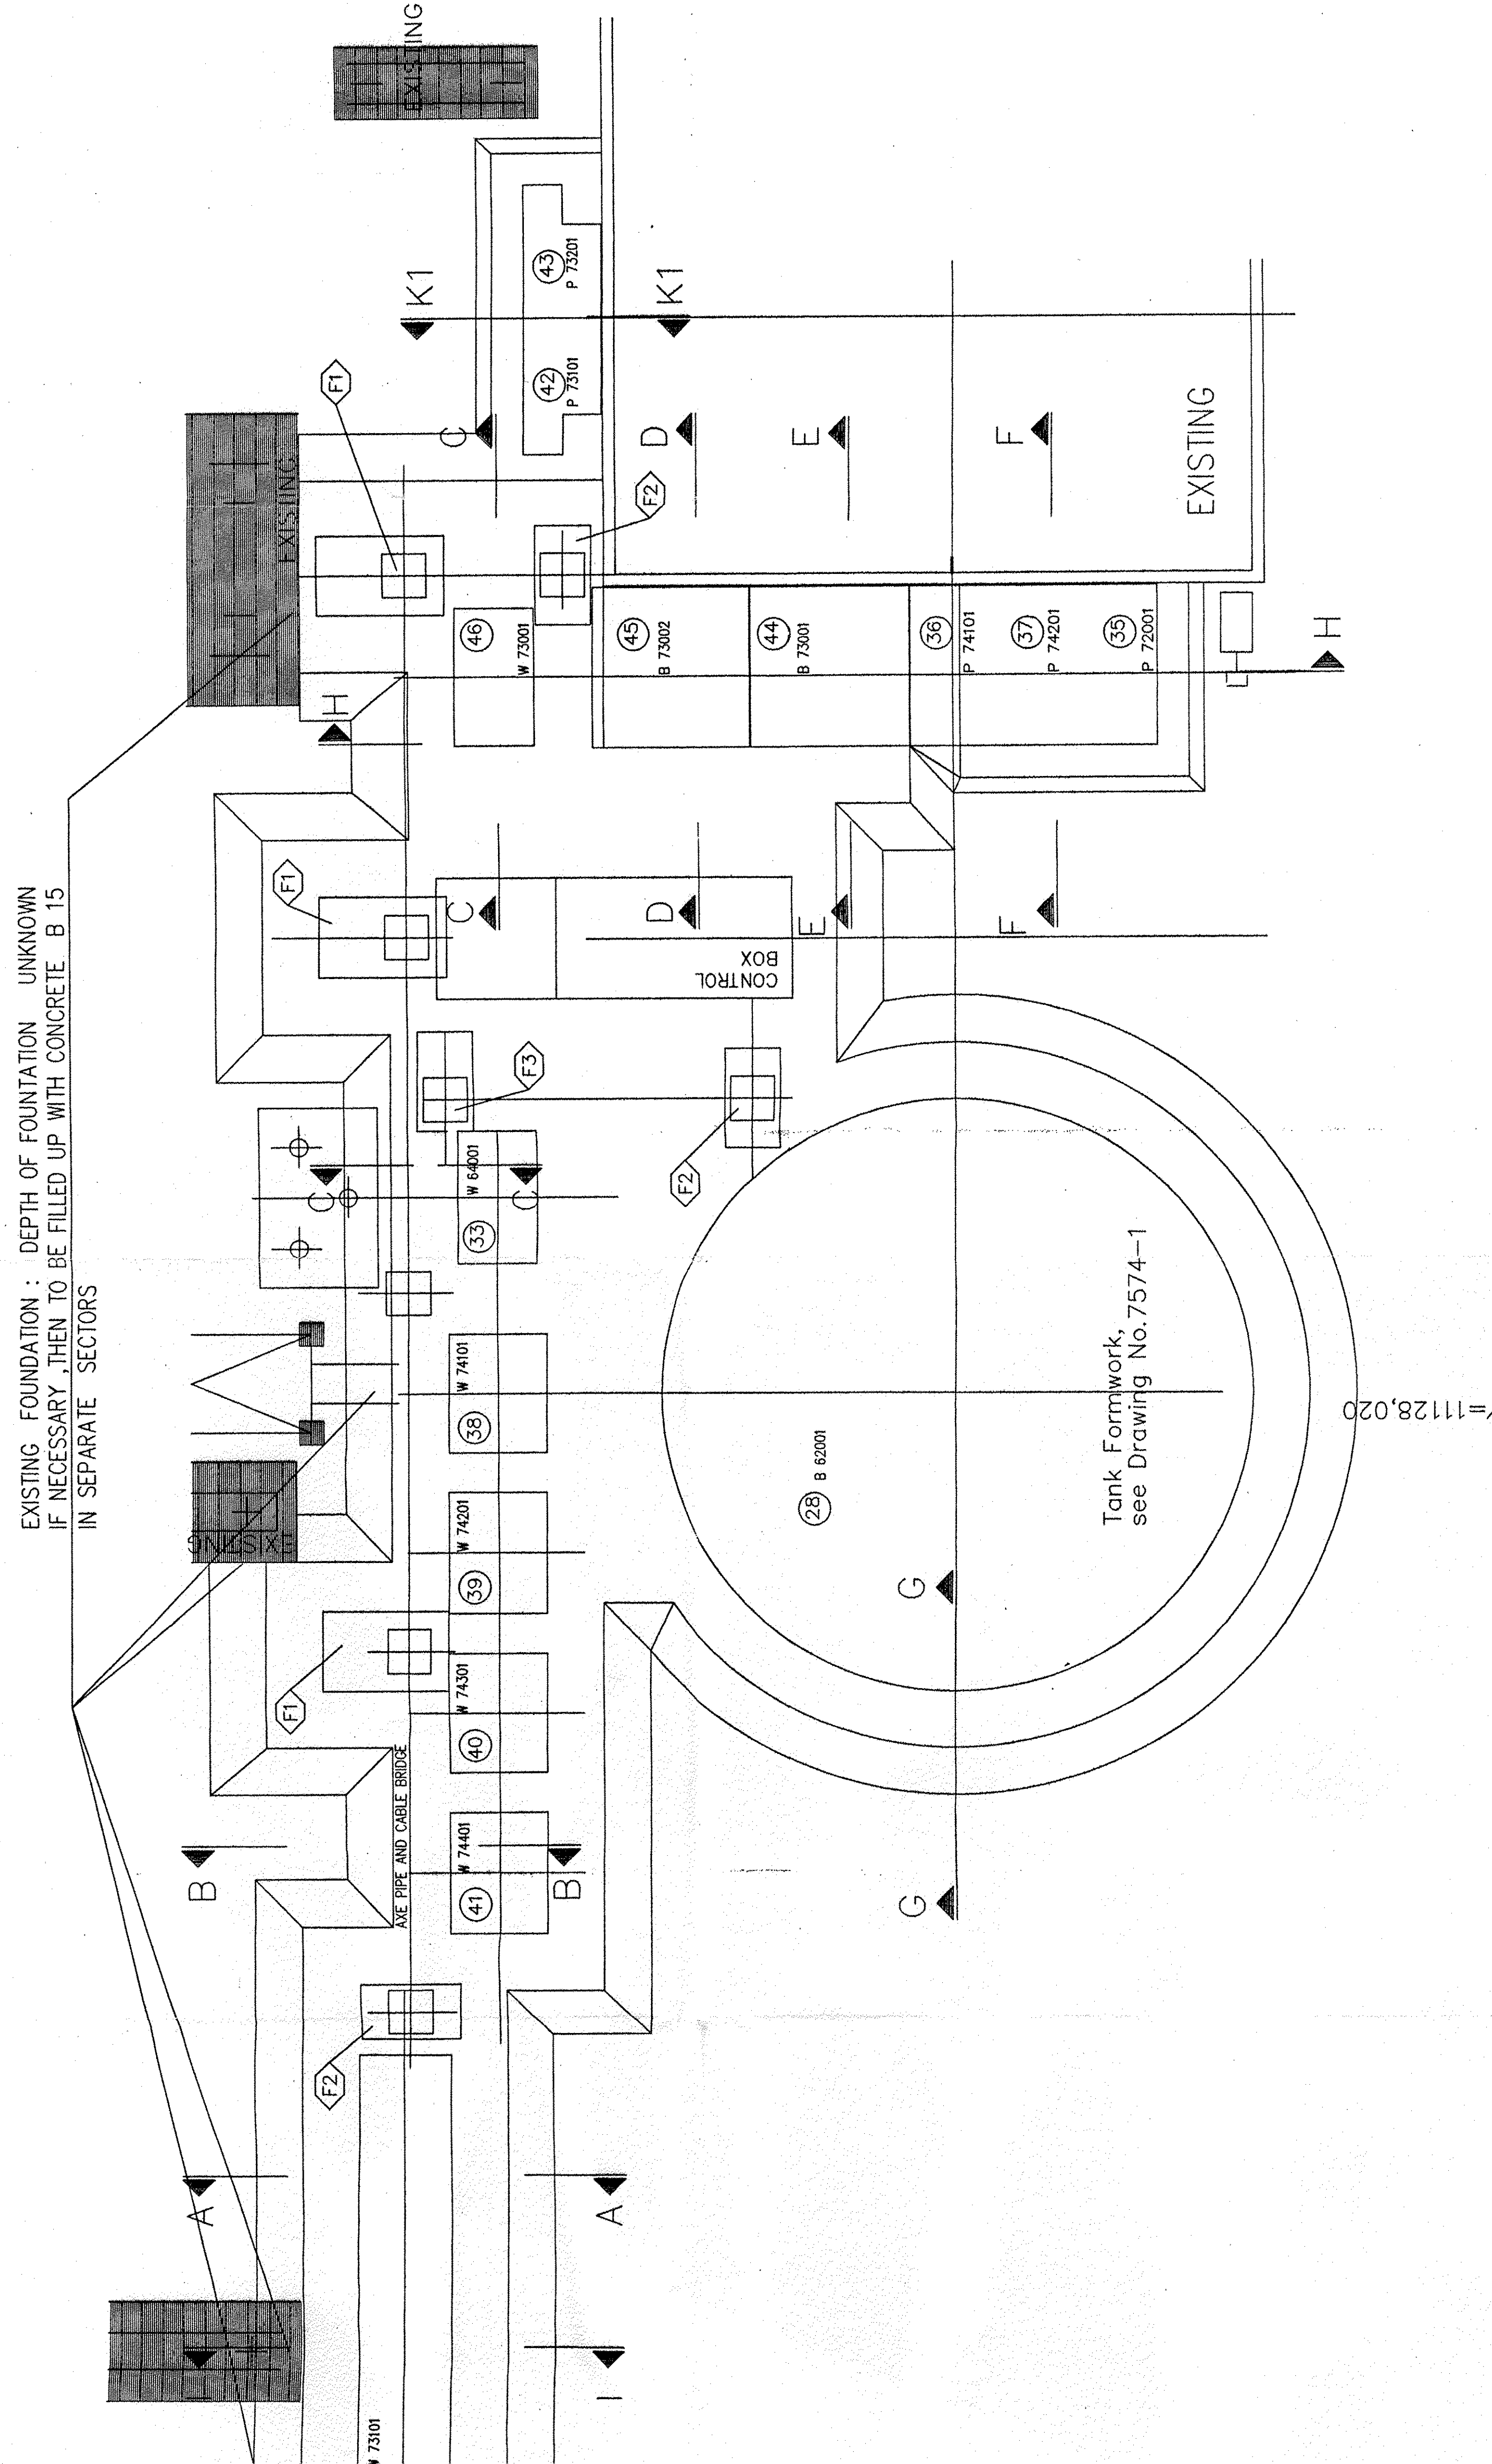 EXISTING FOUNDATION : DEPTH OF FOUNTATION UNKNOWN
IF NECESSARY ,THEN TO BE FILLED UP WITH CONCRETE B 15
IN SEPARATE SECTORS
EXISTING
EXISTING
EXISTING
EXISTING
K1
K1
43
P 73201
42
P 73101
F1
F2
C
D
E
F
46
W 73001
45
B 73002
44
B 73001
36
P 74101
37
P 74201
35
P 72001
H
H
F1
C
D
E
F
CONTROL
BOX
F3
F2
C
C
33
W 64001
38
W 74101
39
W 74201
40
W 74301
41
W 74401
F1
AXE PIPE AND CABLE BRIDGE
28
B 62001
Tank Formwork,
see Drawing No.7574-1
=11128,020
G
G
B
B
F2
A
A
I
I
73101